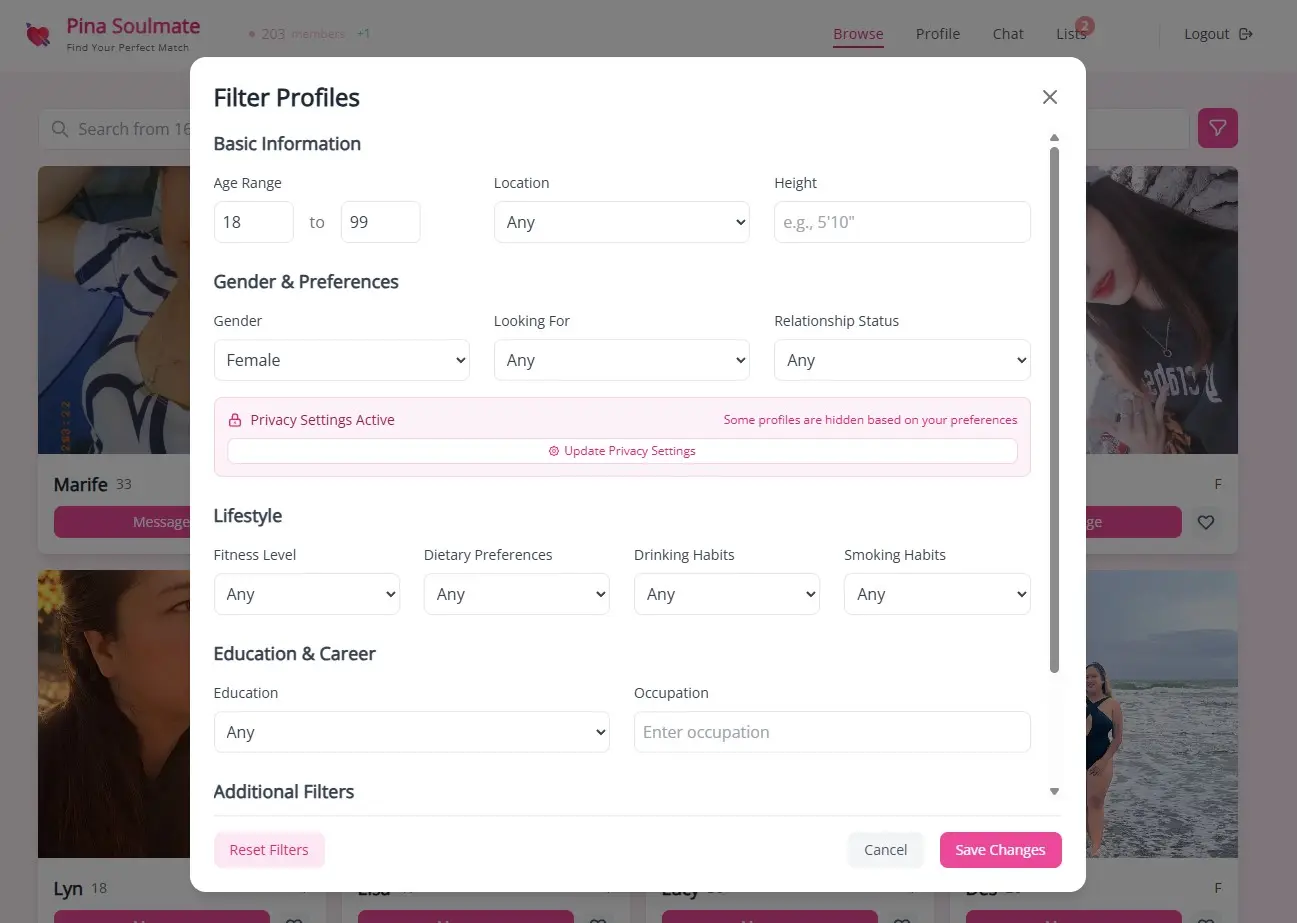 Pina Soulmate
Find Your Perfect Match
203 members +1
Browse
Profile
Chat
Lists
2
Logout
Search from 16
Filter Profiles
Basic Information
Age Range
Location
Height
18 to 99
Any
e.g., 5'10"
Gender & Preferences
Gender
Looking For
Relationship Status
Female
Any
Any
Privacy Settings Active
Some profiles are hidden based on your preferences
Update Privacy Settings
Lifestyle
Fitness Level
Dietary Preferences
Drinking Habits
Smoking Habits
Any
Any
Any
Any
Education & Career
Education
Occupation
Any
Enter occupation
Additional Filters
Reset Filters
Cancel
Save Changes
Marife 33
F
Message
Lyn 18
F